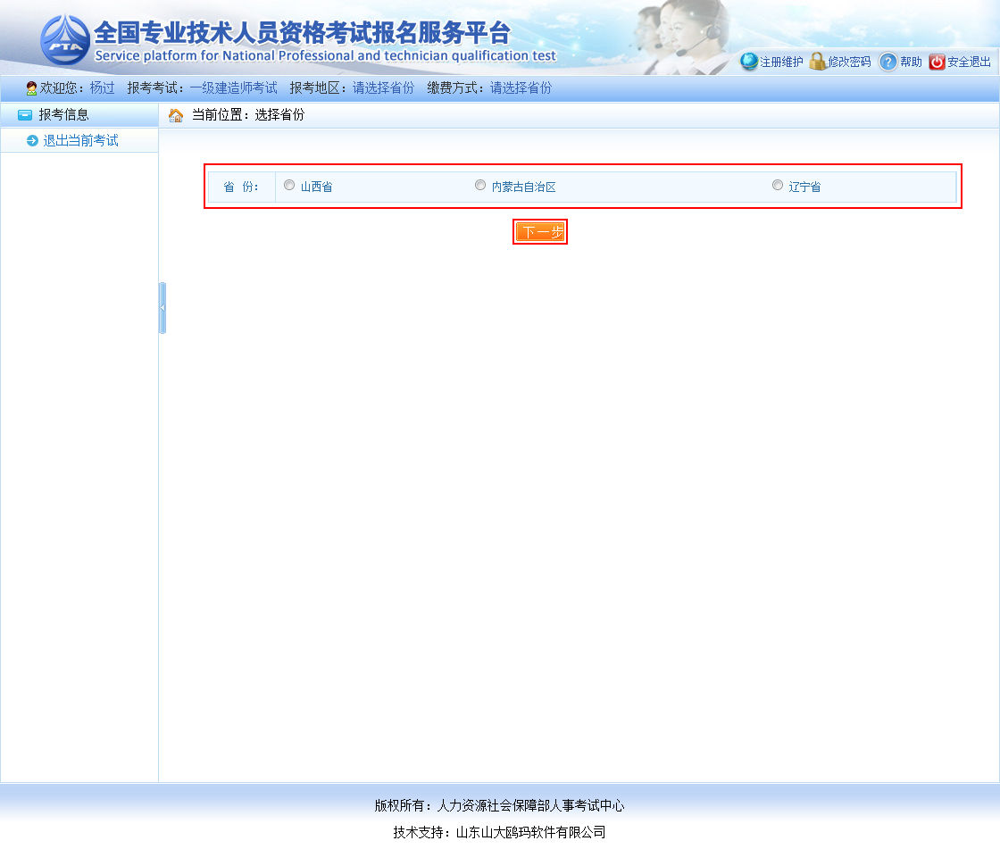 全国专业技术人员资格考试报名服务平台
PTA
Service platform for National Professional and technician qualification test
注册维护 修改密码 帮助 安全退出
欢迎您：杨过 报考考试：一级建造师考试 报考地区：请选择省份 缴费方式：请选择省份
报考信息
当前位置：选择省份
退出当前考试
省 份： 山西省 内蒙古自治区 辽宁省
下一步
版权所有：人力资源社会保障部人事考试中心
技术支持：山东山大鸥玛软件有限公司